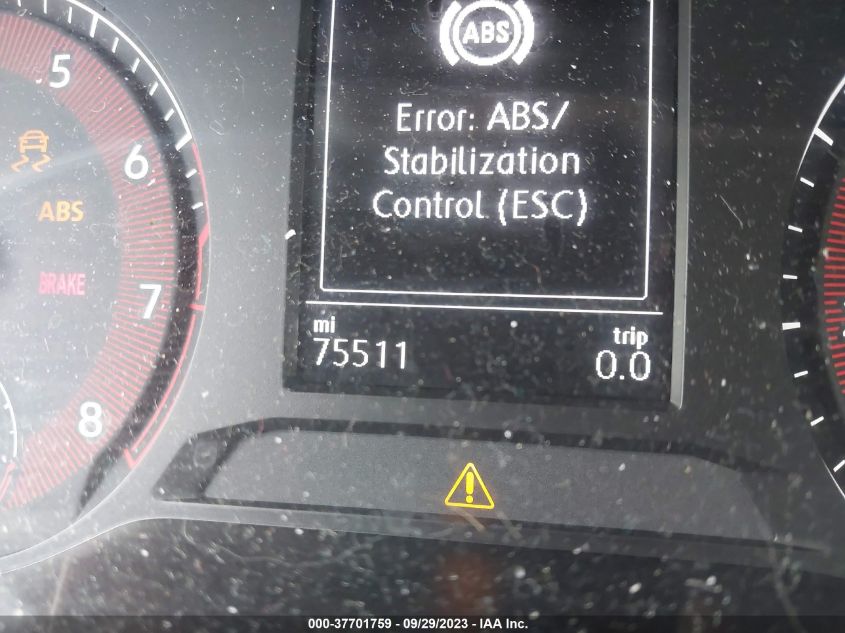 5
6
7
8
ABS
BRAKE
ABS
Error: ABS/
Stabilization
Control (ESC)
mi
75511
trip
0.0
000-37701759 - 09/29/2023 - IAA Inc.